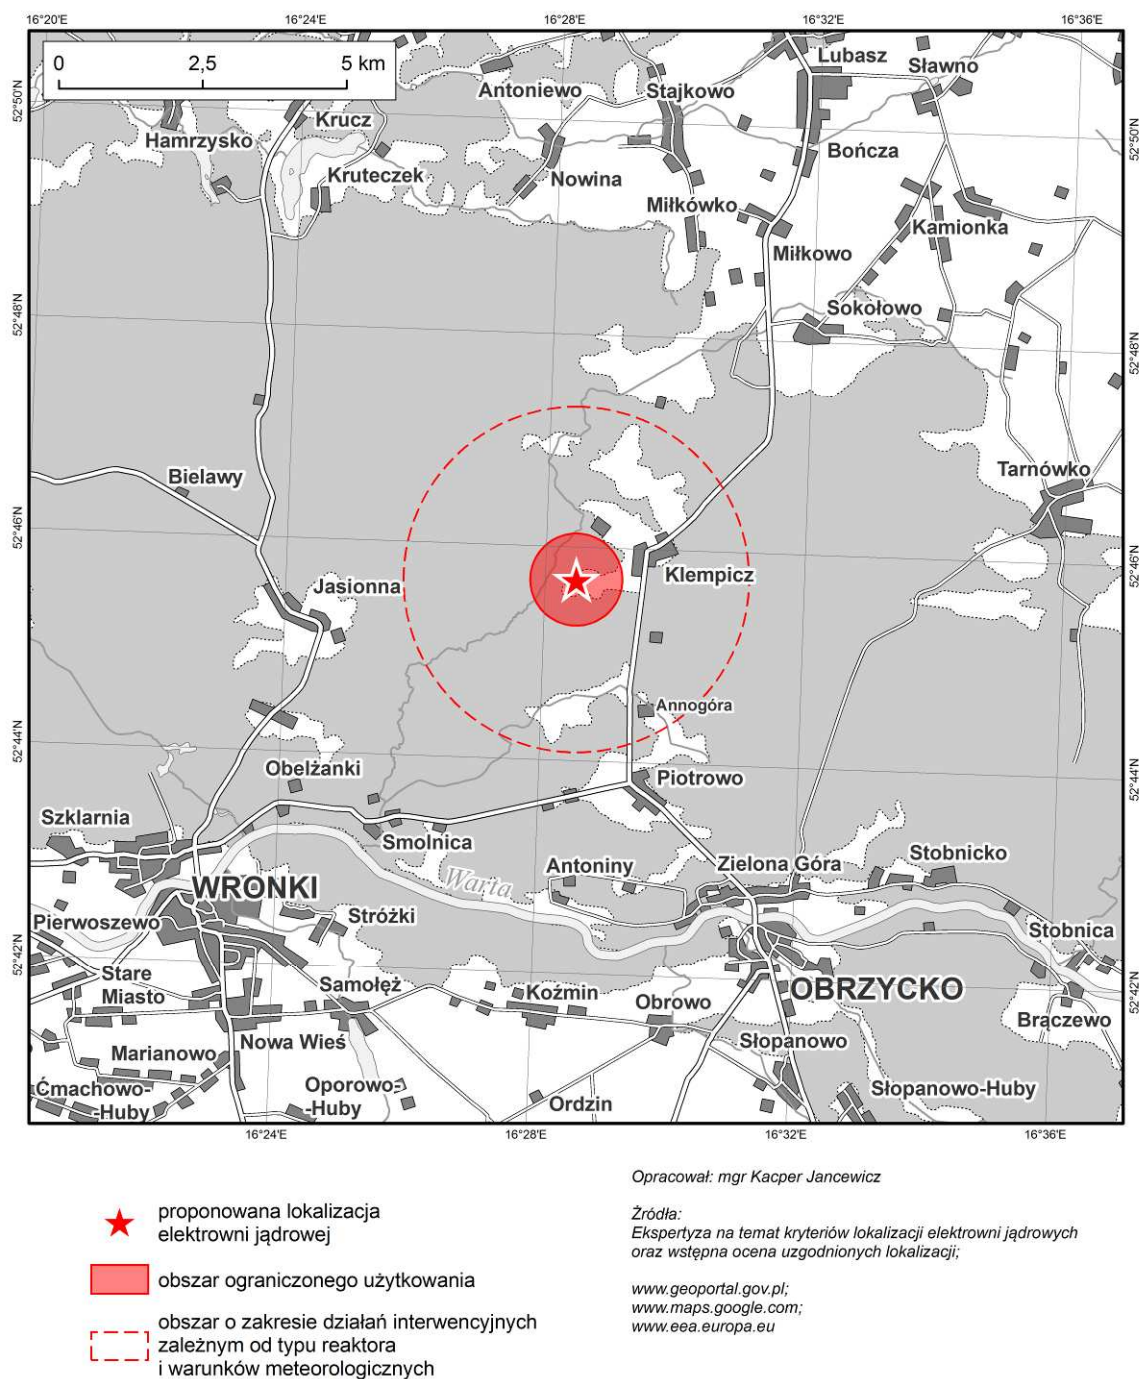 16°20'E
16°24'E
16°28'E
16°32'E
16°36'E
0
2,5
5 km
52°50'N
52°50'N
Lubasz
Sławno
Antoniewo
Stajkowo
Krucz
Hamrzysko
Bończa
Kruteczek
Nowina
Miłkówko
Kamionka
Miłkowo
52°48'N
Sokołowo
52°48'N
Tarnówko
Bielawy
52°46'N
52°46'N
Klempicz
Jasionna
Annogóra
52°44'N
Obelżanki
Piotrowo
52°44'N
Szklarnia
Smolnica
Antoniny
Zielona Góra
Stobnicko
WRONKI
Warta
Pierwoszewo
Stróżki
Stobnica
52°42'N
Stare
Miasto
Samołęż
Koźmin
Obrowo
OBRZYCKO
52°42'N
Brączewo
Marianowo
Nowa Wieś
Słopanowo
Ćmachowo-
-Huby
Oporowo-
-Huby
Ordzin
Słopanowo-Huby
16°24'E
16°28'E
16°32'E
16°36'E
proponowana lokalizacja
elektrowni jądrowej
obszar ograniczonego użytkowania
obszar o zakresie działań interwencyjnych
zależnym od typu reaktora
i warunków meteorologicznych
Opracował: mgr Kacper Jancewicz
Żródła:
Ekspertyza na temat kryteriów lokalizacji elektrowni jądrowych
oraz wstępna ocena uzgodnionych lokalizacji;
www.geoportal.gov.pl;
www.maps.google.com;
www.eea.europa.eu